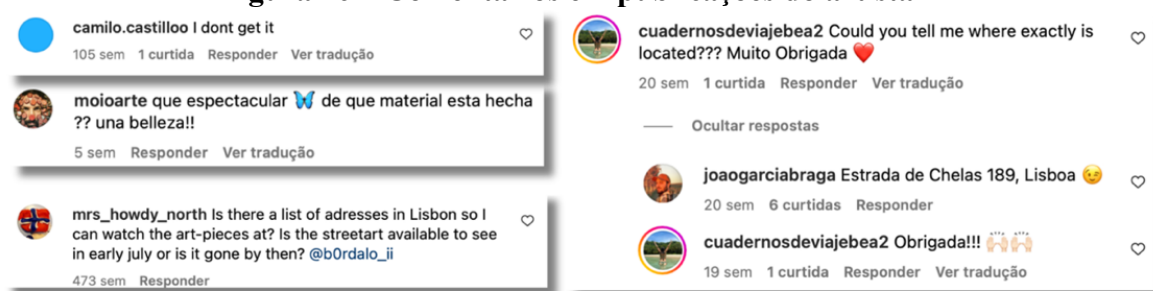 camilo.castilloo I dont get it
105 sem 1 curtida Responder Ver tradução
moioarte que espectacular 🦋 de que material esta hecha
?? una belleza!!
5 sem Responder Ver tradução
mrs_howdy_north Is there a list of adresses in Lisbon so I
can watch the art-pieces at? Is the streetart available to see
in early july or is it gone by then? @b0rdalo_ii
473 sem Responder
cuadernosdeviajebea2 Could you tell me where exactly is
located??? Muito Obrigada ❤️
20 sem 1 curtida Responder Ver tradução
Ocultar respostas
joaogarciabraga Estrada de Chelas 189, Lisboa 😉
20 sem 6 curtidas Responder
cuadernosdeviajebea2 Obrigada!!! 🙌🏻🙌🏻
19 sem 1 curtida Responder Ver tradução